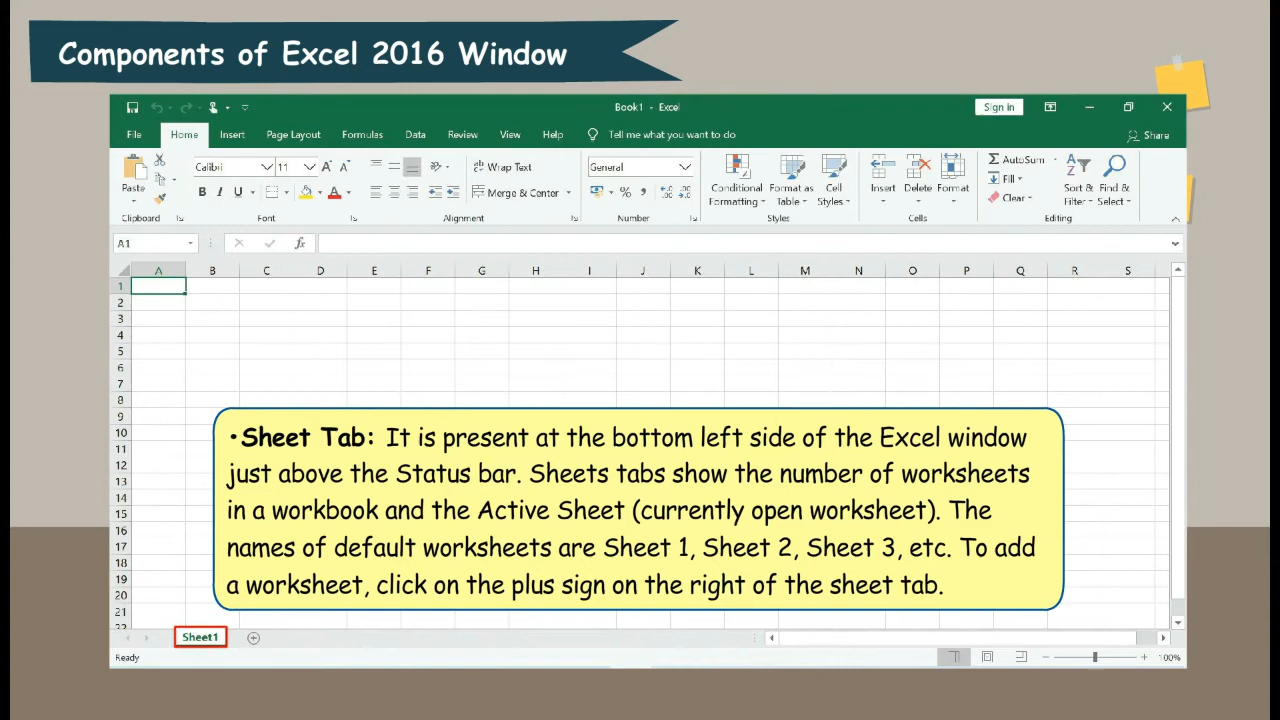 Components of Excel 2016 Window
Book1 - Excel
Sign in
File Home Insert Page Layout Formulas Data Review View Help Tell me what you want to do Share
Paste
Calibri 11
Wrap Text
General
Conditional Formatting
Format as Table
Cell Styles
Insert Delete Format
AutoSum
Fill
Clear
Sort & Filter
Find & Select
B I U
Merge & Center
%
Clipboard Font Alignment Number Styles Cells Editing
A1 fx
A B C D E F G H I J K L M N O P Q R S
1
2
3
4
5
6
7
8
9
10
11
12
13
14
15
16
17
18
19
20
21
22
•Sheet Tab: It is present at the bottom left side of the Excel window
just above the Status bar. Sheets tabs show the number of worksheets
in a workbook and the Active Sheet (currently open worksheet). The
names of default worksheets are Sheet 1, Sheet 2, Sheet 3, etc. To add
a worksheet, click on the plus sign on the right of the sheet tab.
Sheet1
Ready 100%